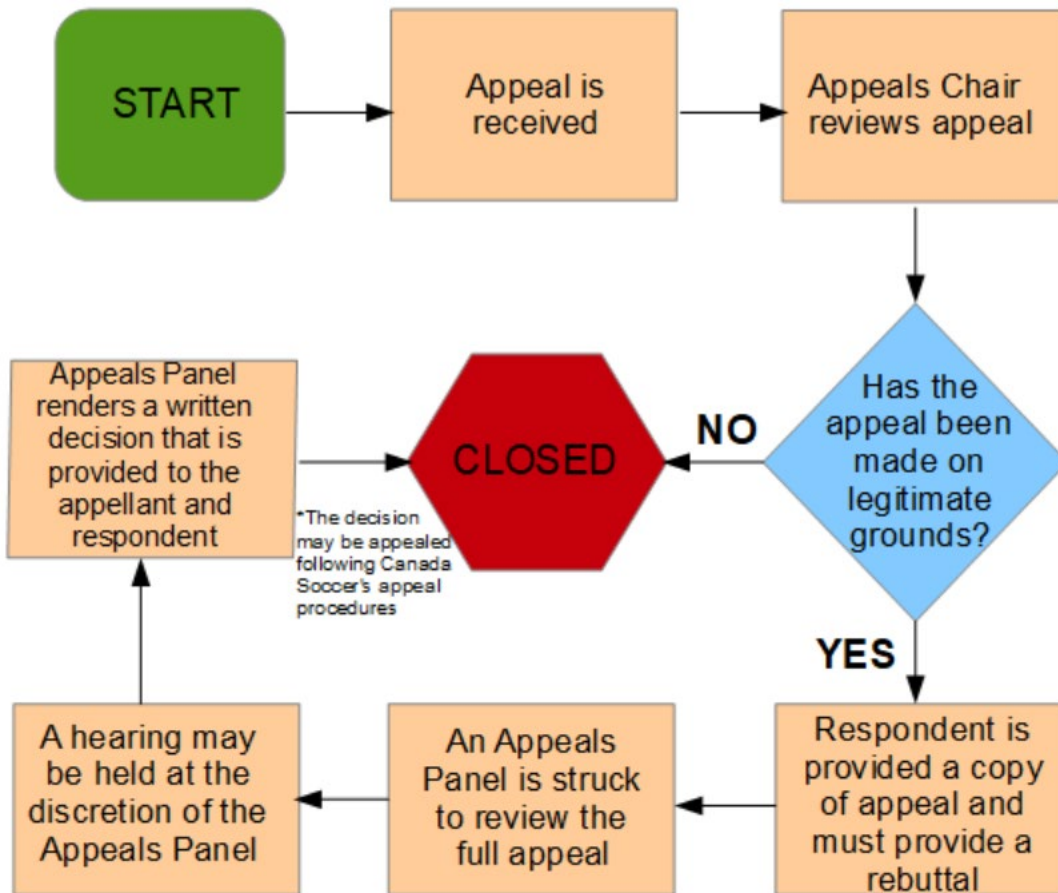 START
Appeal is
received
Appeals Chair
reviews appeal
Has the
appeal been
made on
legitimate
grounds?
NO
YES
CLOSED
Respondent is
provided a copy
of appeal and
must provide a
rebuttal
An Appeals
Panel is struck
to review the
full appeal
A hearing may
be held at the
discretion of the
Appeals Panel
Appeals Panel
renders a written
decision that is
provided to the
appellant and
respondent
*The decision
may be appealed
following Canada
Soccer's appeal
procedures